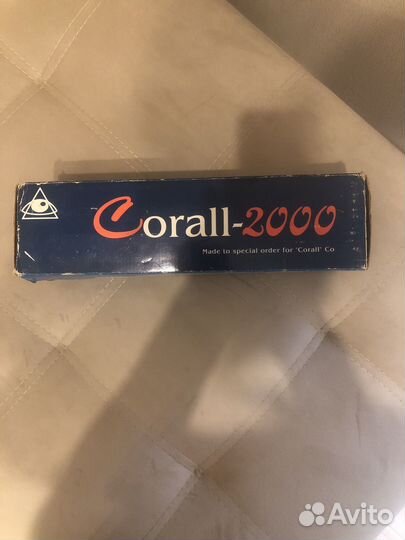 Corall-2000
Made to special order for 'Corall' Co
Avito